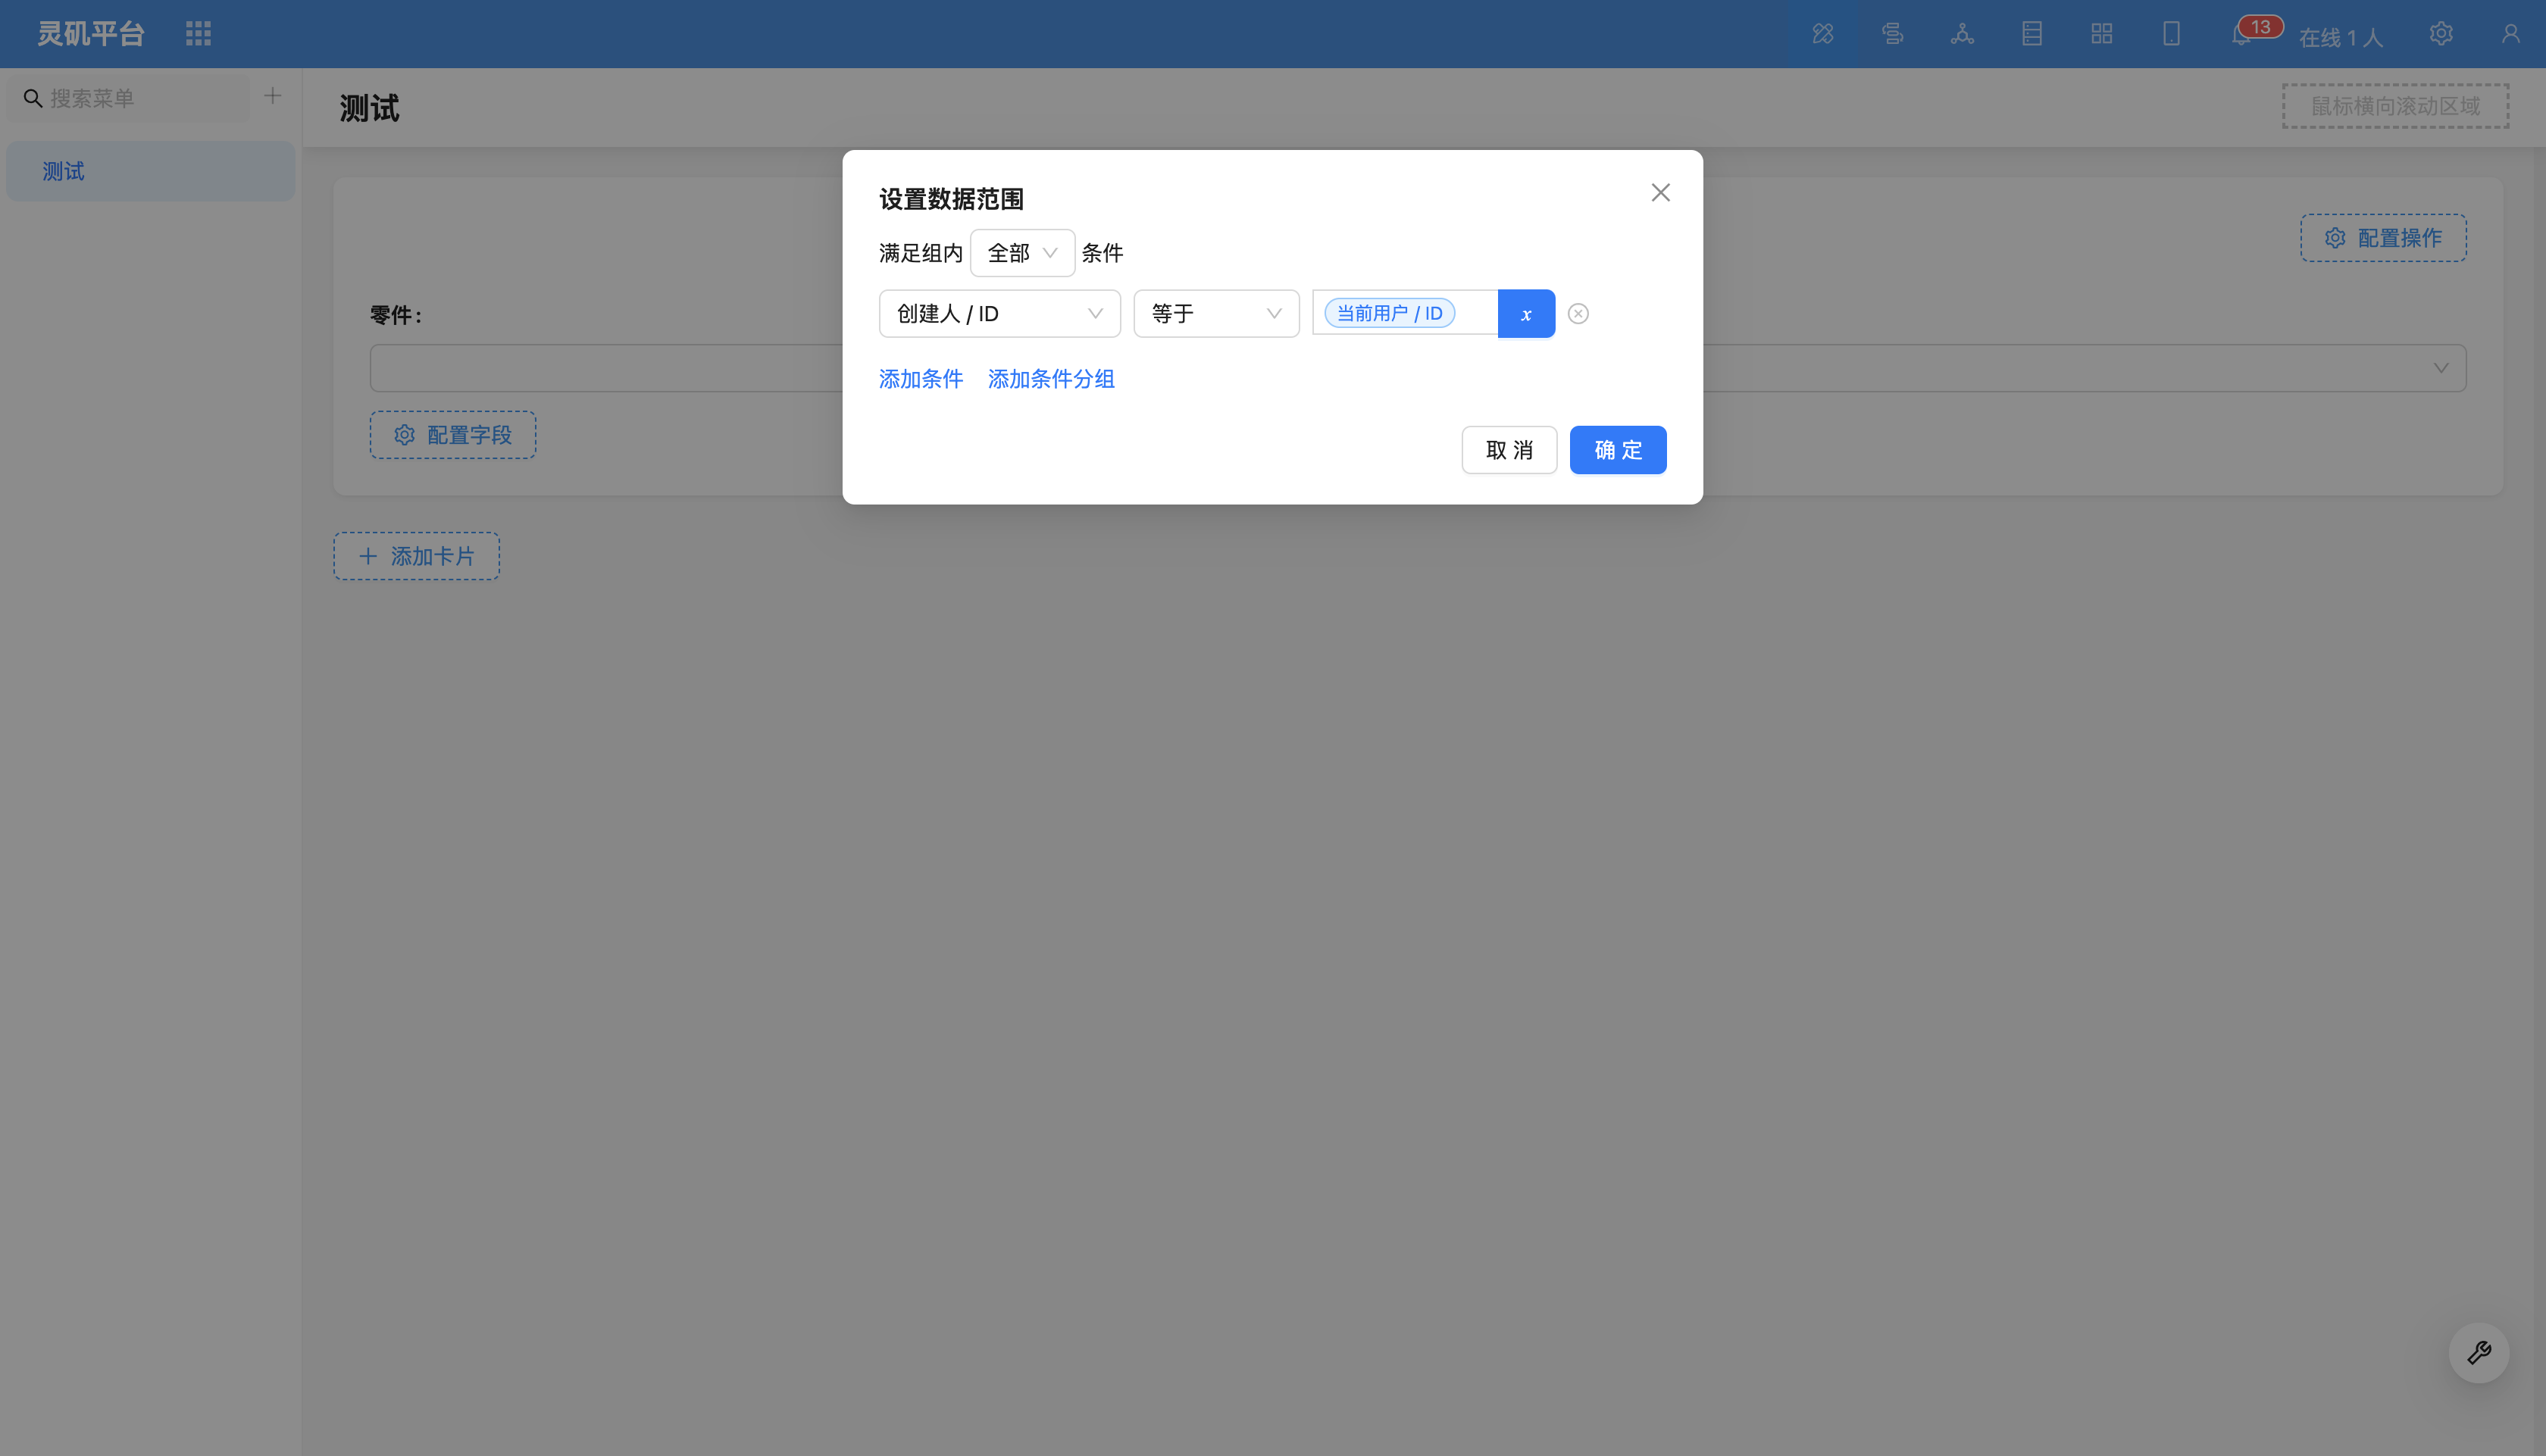 灵矶平台
13
在线 1 人
搜索菜单
测试
测试
鼠标横向滚动区域
设置数据范围
满足组内 全部 条件
创建人 / ID 等于 当前用户 / ID x
添加条件 添加条件分组
取 消 确 定
配置操作
零件:
配置字段
添加卡片